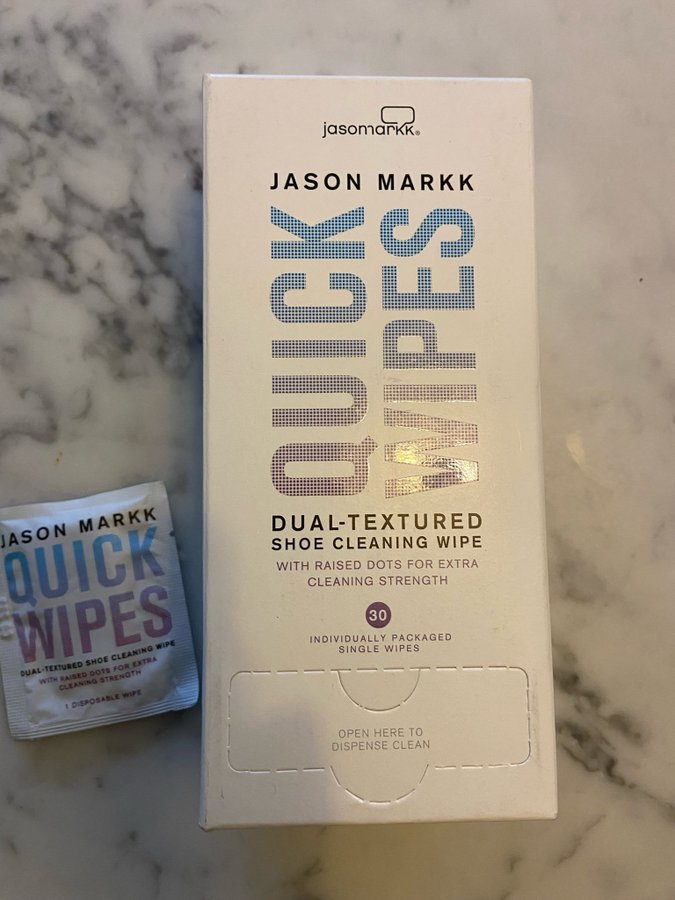 jasonmarkk®
JASON MARKK
QUICK
WIPES
DUAL-TEXTURED
SHOE CLEANING WIPE
WITH RAISED DOTS FOR EXTRA
CLEANING STRENGTH
30
INDIVIDUALLY PACKAGED
SINGLE WIPES
OPEN HERE TO
DISPENSE CLEAN
JASON MARKK
QUICK
WIPES
DUAL-TEXTURED SHOE CLEANING WIPE
WITH RAISED DOTS FOR EXTRA
CLEANING STRENGTH
1 DISPOSABLE WIPE